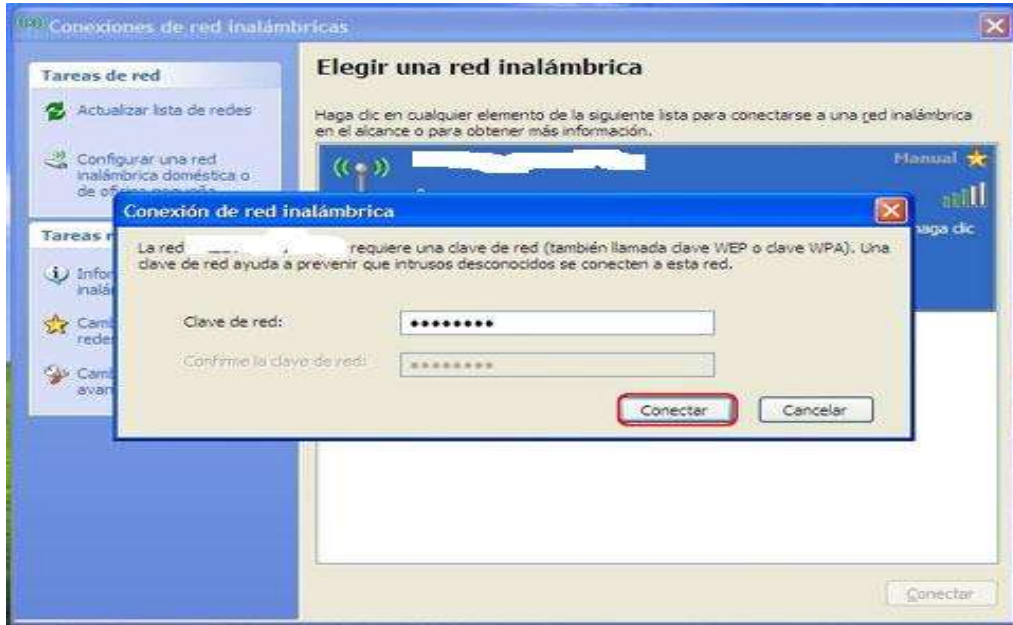 Conexiones de red inalámbricas
Tareas de red
Actualizar lista de redes
Configurar una red
inalámbrica doméstica o
de
Elegir una red inalámbrica
Haga clic en cualquier elemento de la siguiente lista para conectarse a una red inalámbrica
en el alcance o para obtener más información.
Manual
haga clic
Tareas
Conexión de red inalámbrica
La red requiere una clave de red (también llamada clave WEP o clave WPA). Una
clave de red ayuda a prevenir que intrusos desconocidos se conecten a esta red.
Clave de red:
Confirme la clave de red:
Conectar
Cancelar
Conectar